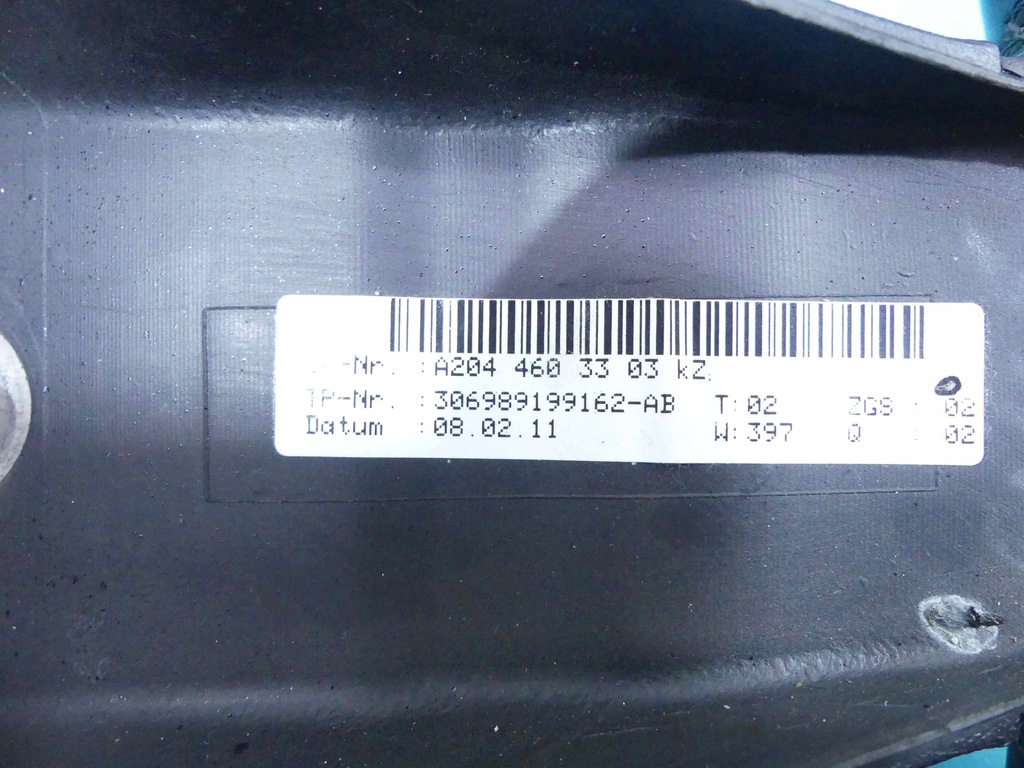 -Nr. :A204 460 33 03 kZ
TP-Nr. :306989199162-AB T:02 ZGS : 02
Datum :08.02.11 W:397 Q : 02